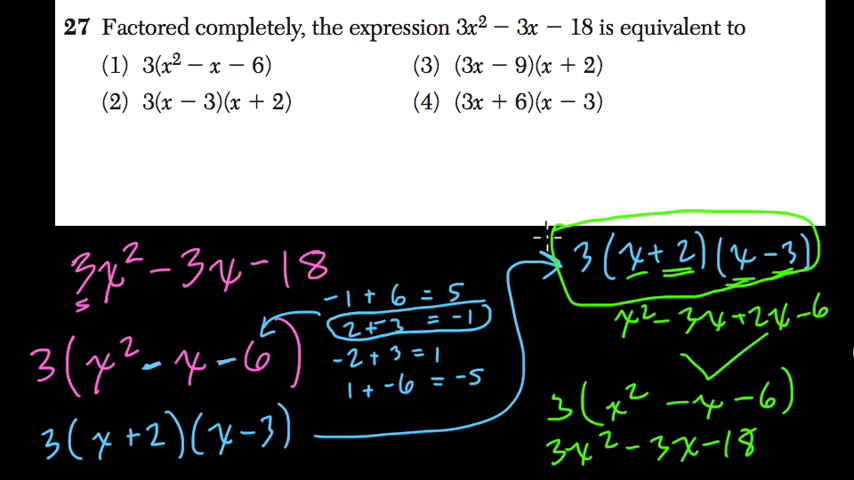 27 Factored completely, the expression 3x² − 3x − 18 is equivalent to
(1) 3(x² − x − 6)
(3) (3x − 9)(x + 2)
(2) 3(x − 3)(x + 2)
(4) (3x + 6)(x − 3)
3x² − 3x − 18
3(x² − x − 6)
3(x + 2)(x − 3)
-1 + 6 = 5
2 + -3 = -1
-2 + 3 = 1
1 + -6 = -5
3(x + 2)(x − 3)
x² − 3x + 2x − 6
3(x² − x − 6)
3x² − 3x − 18